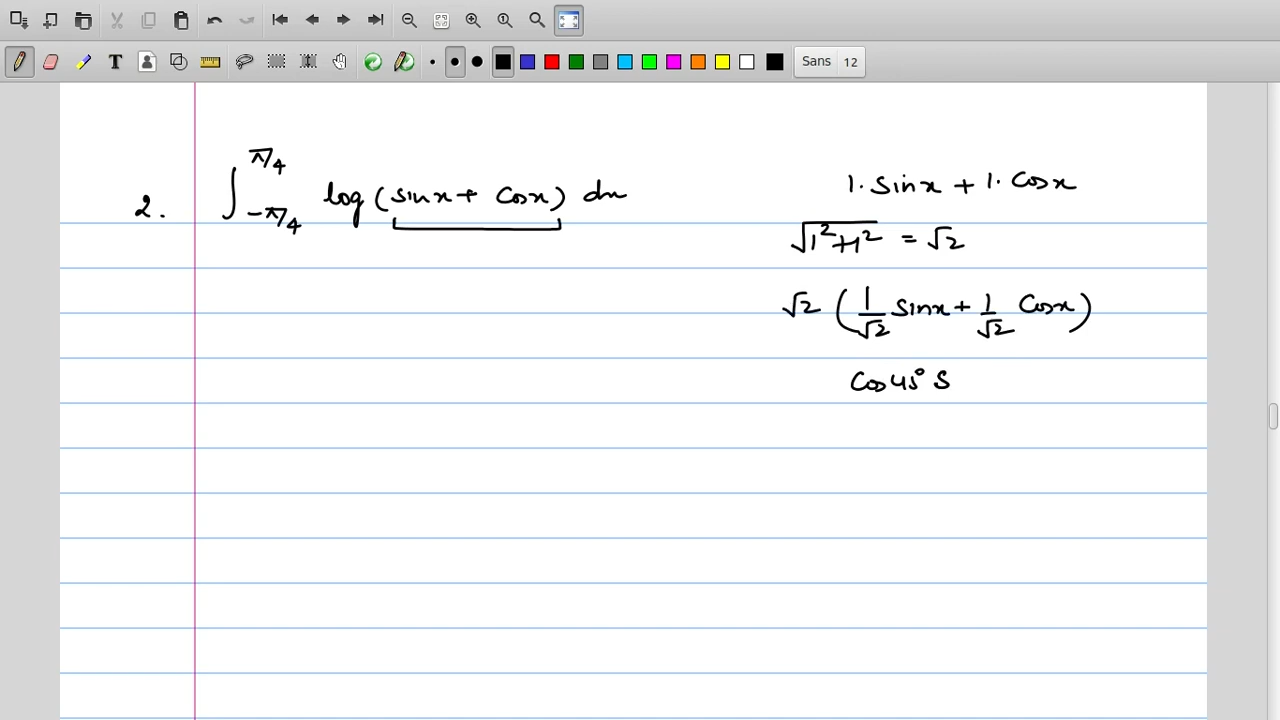 Sans 12
2. ∫_{-π/4}^{π/4} log (sinx + Cosx) dx
1. Sinx + 1. Cosx
√(1²+1²) = √2
√2 (1/√2 Sinx + 1/√2 Cosx)
Cos45° S